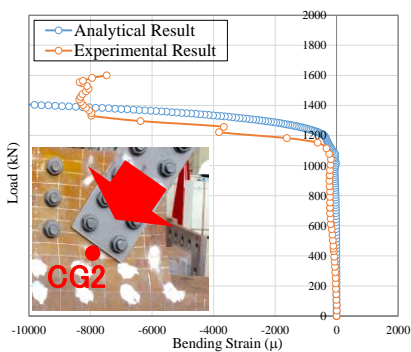 2000
Analytical Result
Experimental Result
1800
1600
1400
1200
1000
800
600
400
200
0
Load (kN)
CG2
-10000 -8000 -6000 -4000 -2000 0 2000
Bending Strain (μ)